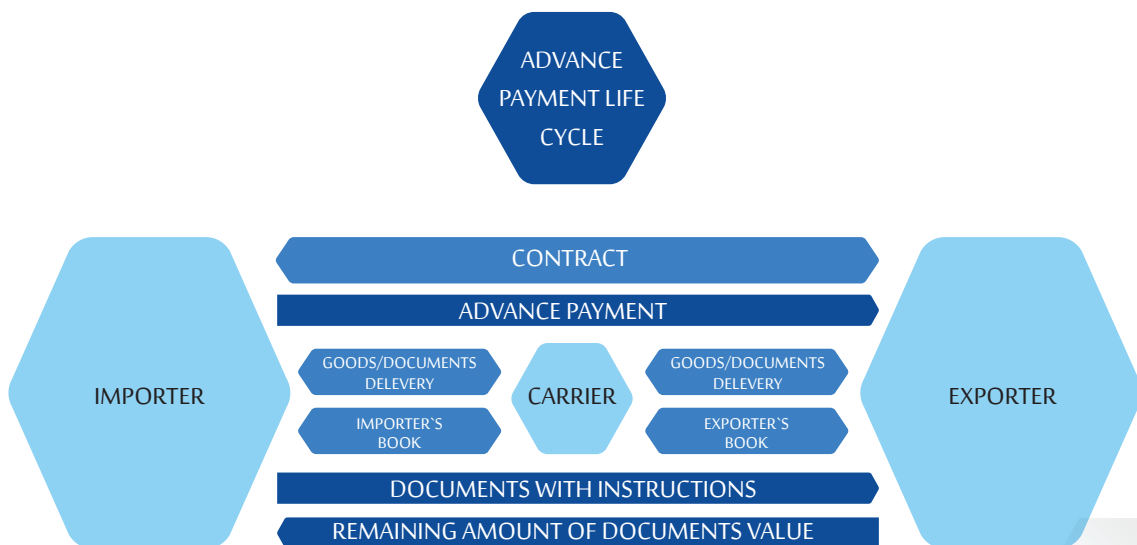 ADVANCE
PAYMENT LIFE
CYCLE
CONTRACT
ADVANCE PAYMENT
GOODS/DOCUMENTS
DELEVERY
GOODS/DOCUMENTS
DELEVERY
IMPORTER
CARRIER
EXPORTER
IMPORTER`S
BOOK
EXPORTER`S
BOOK
DOCUMENTS WITH INSTRUCTIONS
REMAINING AMOUNT OF DOCUMENTS VALUE